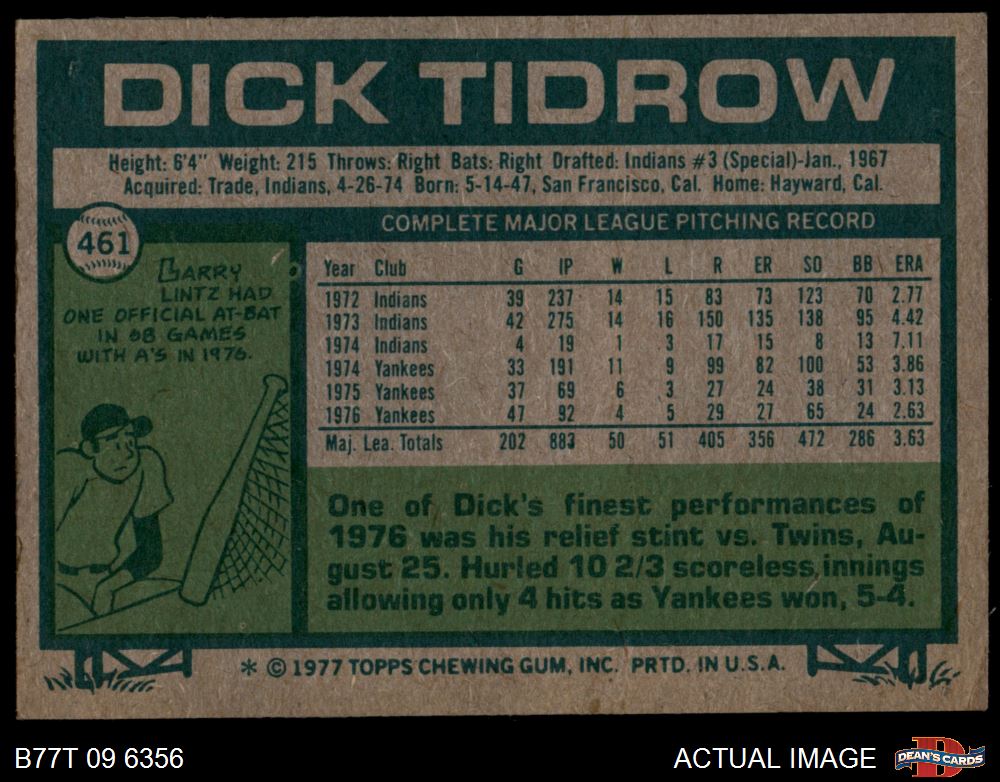 DICK TIDROW
Height: 6'4" Weight: 215 Throws: Right Bats: Right Drafted: Indians #3 (Special)-Jan., 1967
Acquired: Trade, Indians, 4-26-74 Born: 5-14-47, San Francisco, Cal. Home: Hayward, Cal.
461
LARRY
LINTZ HAD
ONE OFFICIAL AT-BAT
IN 68 GAMES
WITH A'S IN 1976.
COMPLETE MAJOR LEAGUE PITCHING RECORD
Year Club G IP W L R ER SO BB ERA
1972 Indians 39 237 14 15 83 73 123 70 2.77
1973 Indians 42 275 14 16 150 135 138 95 4.42
1974 Indians 4 19 1 3 17 15 8 13 7.11
1974 Yankees 33 191 11 9 99 82 100 53 3.86
1975 Yankees 37 69 6 3 27 24 38 31 3.13
1976 Yankees 47 92 4 5 29 27 65 24 2.63
Maj. Lea. Totals 202 883 50 51 405 356 472 286 3.63
One of Dick's finest performances of
1976 was his relief stint vs. Twins, Au-
gust 25. Hurled 10 2/3 scoreless innings
allowing only 4 hits as Yankees won, 5-4.
* © 1977 TOPPS CHEWING GUM, INC. PRTD. IN U.S.A.
B77T 09 6356
ACTUAL IMAGE
D
DEAN'S CARDS